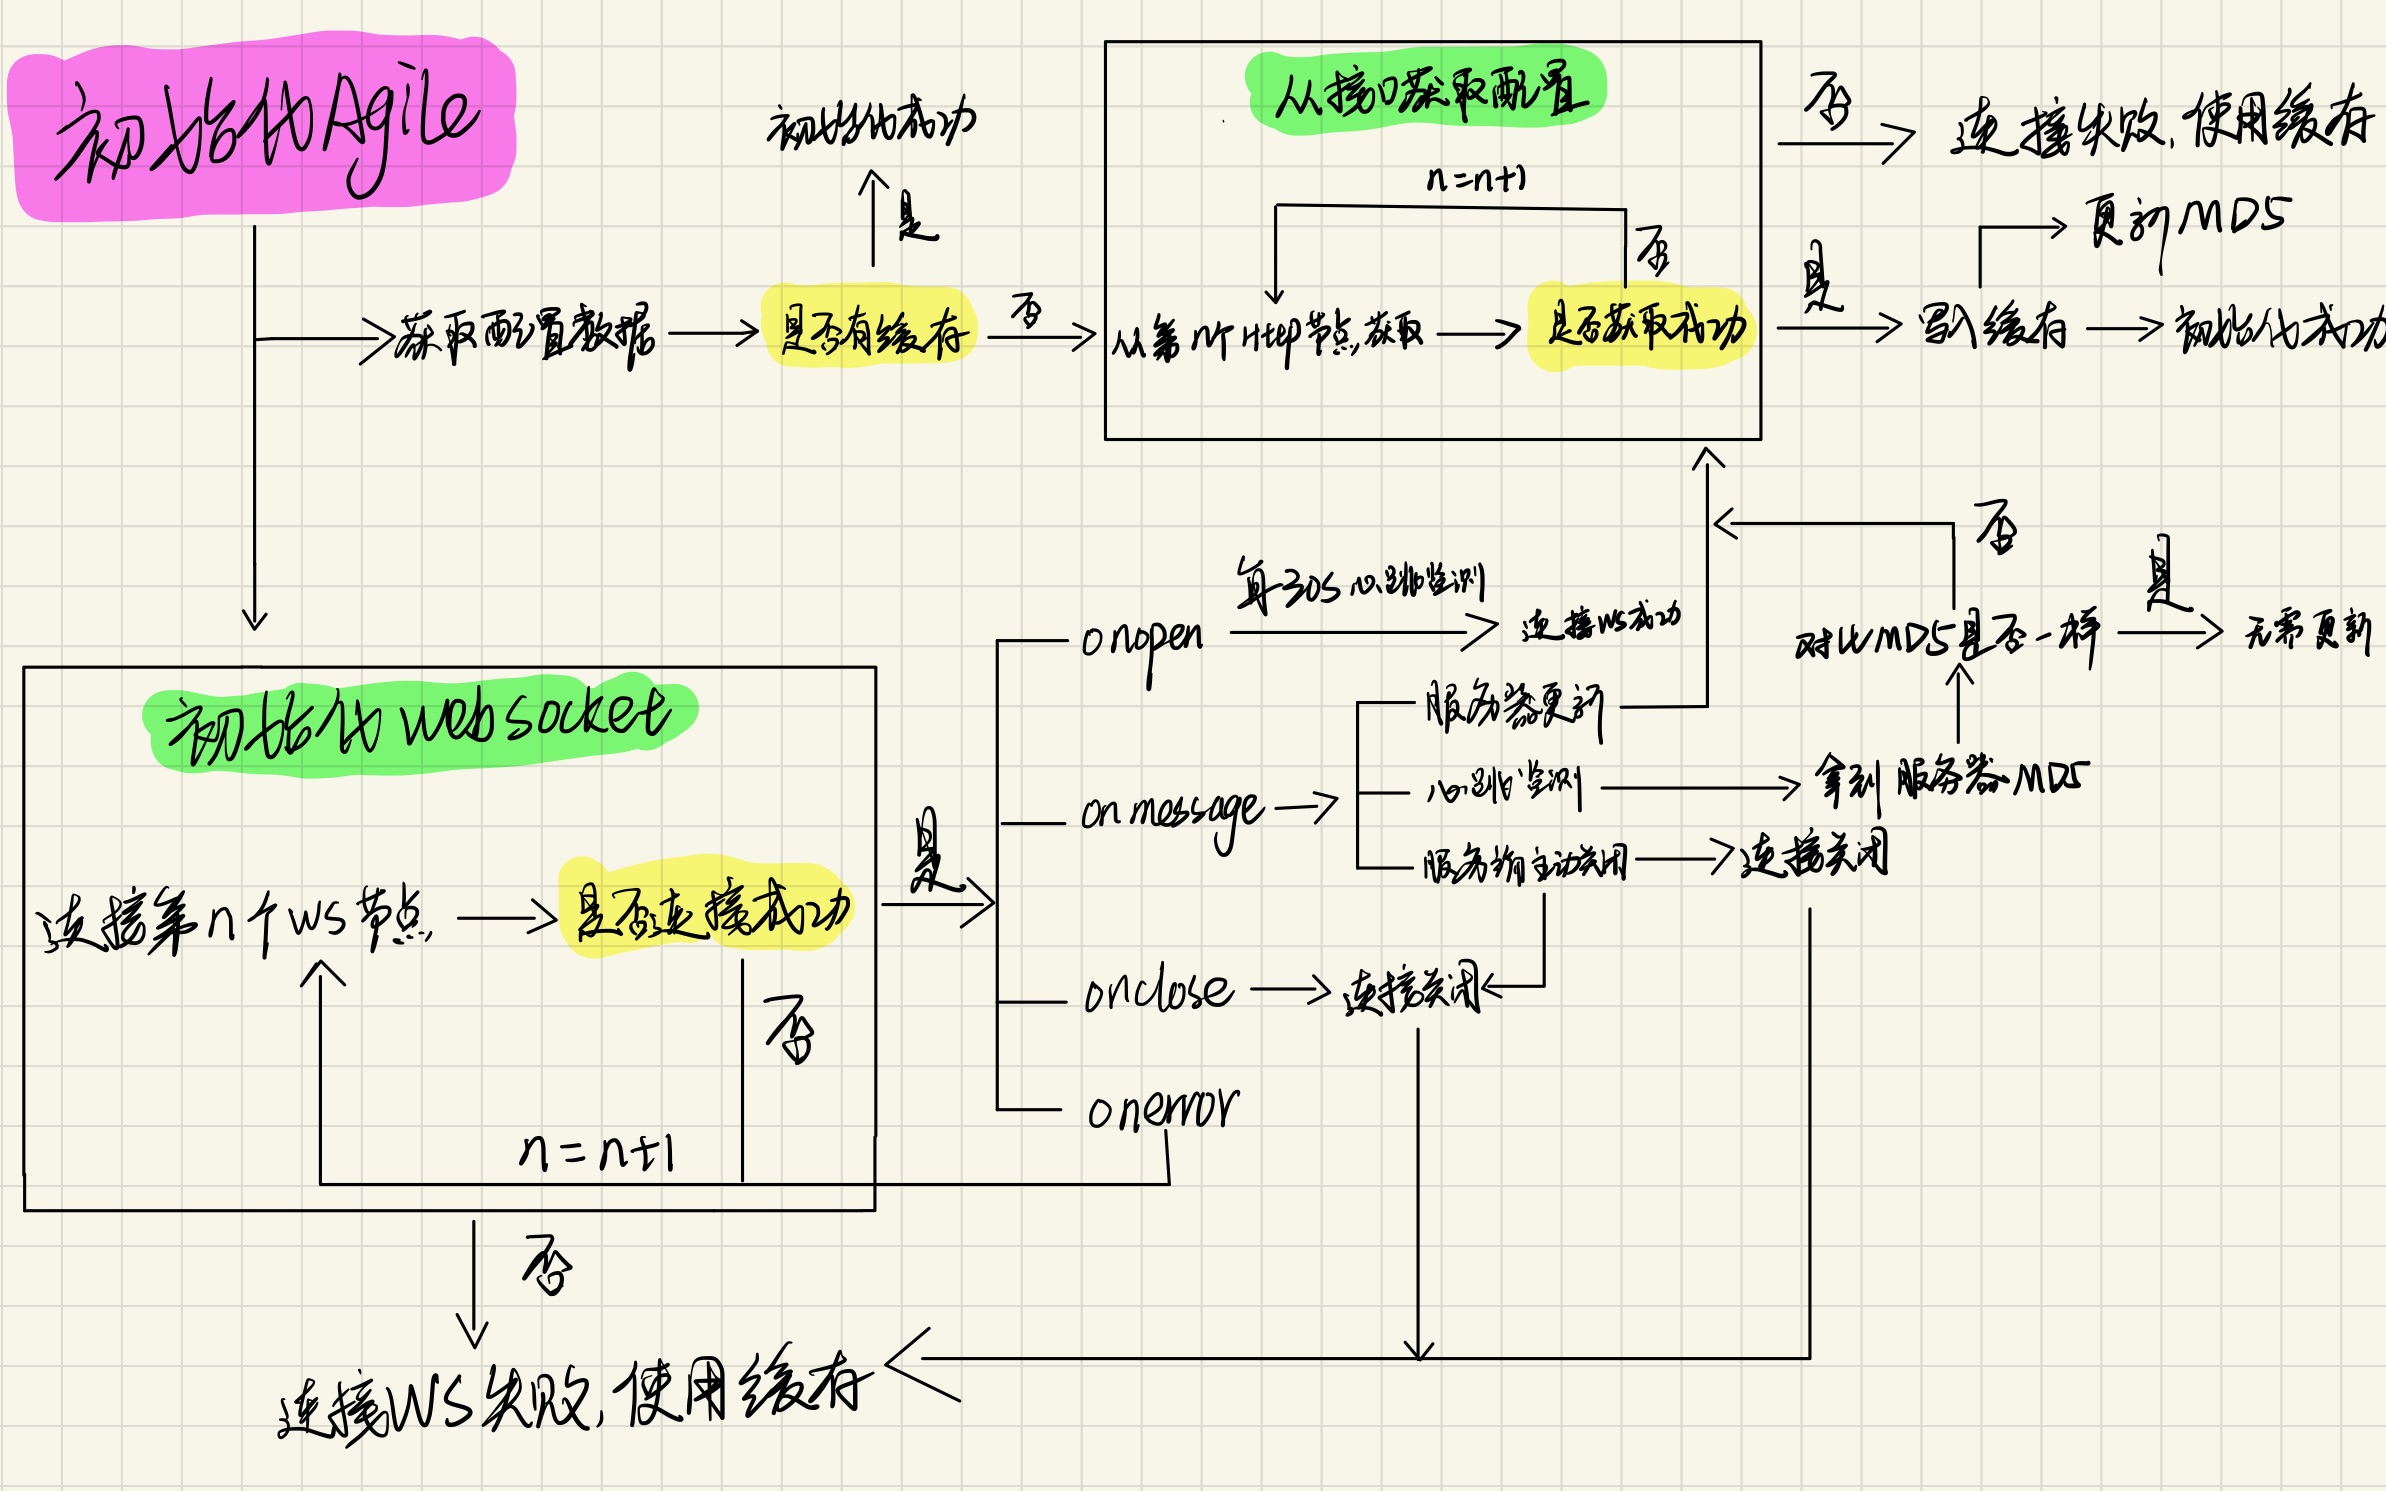 初始化Agile
初始化成功
是
获取配置数据
是否有缓存
否
从接口获取配置
n=n+1
否
从第n个Http节点获取
是否获取成功
否
连接失败,使用缓存
是
写入缓存
更新MD5
初始化成功
初始化websocket
连接第n个WS节点
是否连接成功
否
n=n+1
是
onopen
每30s心跳监测
连接WS成功
onmessage
服务器更新
心跳监测
拿到服务器MD5
对比MD5是否一样
否
是
无需更新
服务端主动关闭
连接关闭
onclose
连接关闭
onerror
否
连接WS失败,使用缓存